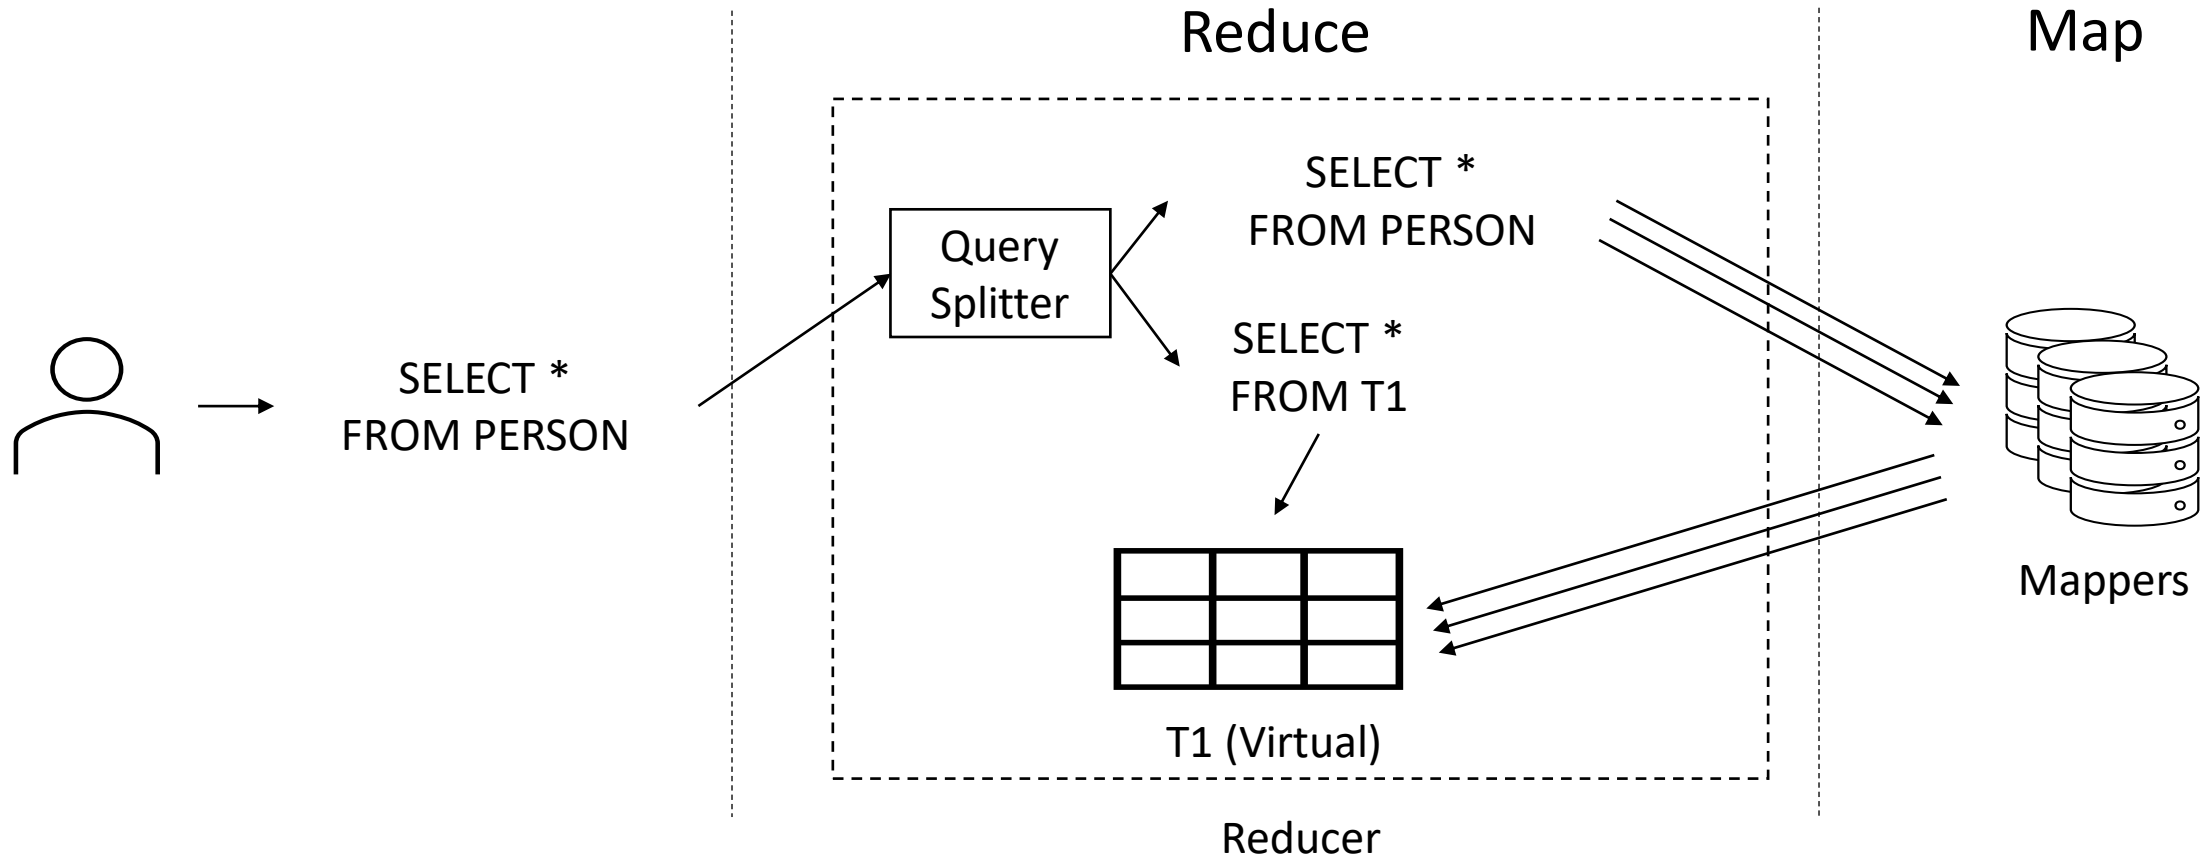 Reduce
Map
SELECT *
FROM PERSON
Query
Splitter
SELECT *
FROM T1
SELECT *
FROM PERSON
Mappers
T1 (Virtual)
Reducer